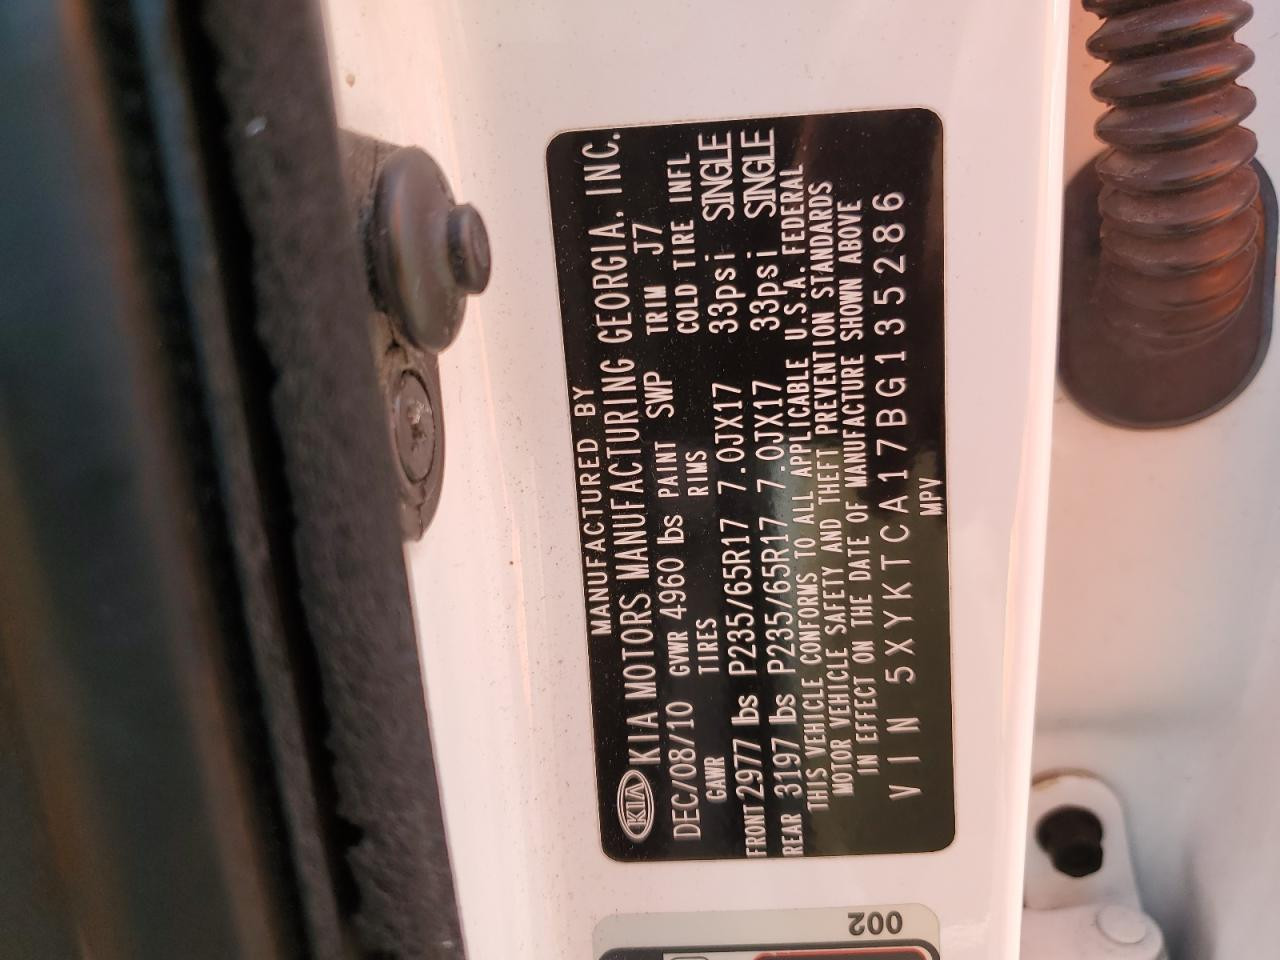 MANUFACTURED BY
KIA KIA MOTORS MANUFACTURING GEORGIA. INC.
DEC/08/10 GVWR 4960 lbs PAINT SWP TRIM J7
GAWR TIRES RIMS COLD TIRE INFL
FRONT 2977 lbs P235/65R17 7.0JX17 33psi SINGLE
REAR 3197 lbs P235/65R17 7.0JX17 33psi SINGLE
THIS VEHICLE CONFORMS TO ALL APPLICABLE U.S.A. FEDERAL
MOTOR VEHICLE SAFETY AND THEFT PREVENTION STANDARDS
IN EFFECT ON THE DATE OF MANUFACTURE SHOWN ABOVE
VIN 5XYKTCA17BG135286
MPV
002